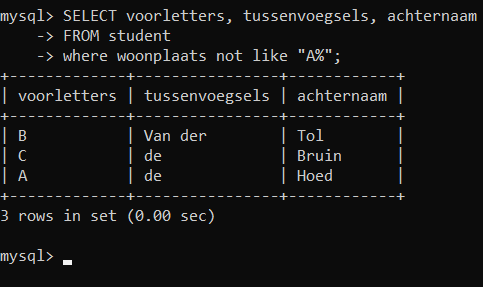 mysql> SELECT voorletters, tussenvoegsels, achternaam
    -> FROM student
    -> where woonplaats not like "A%";
+-------------+----------------+------------+
| voorletters | tussenvoegsels | achternaam |
+-------------+----------------+------------+
| B           | Van der        | Tol        |
| C           | de             | Bruin      |
| A           | de             | Hoed       |
+-------------+----------------+------------+
3 rows in set (0.00 sec)
mysql>